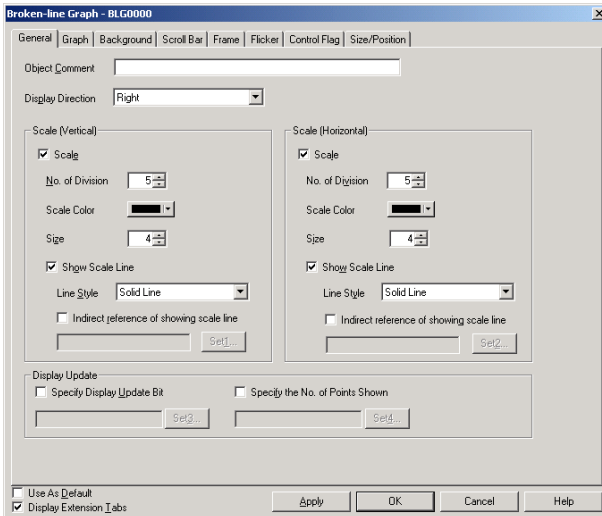 Broken-line Graph - BLG0000
General Graph Background Scroll Bar Frame Flicker Control Flag Size/Position
Object Comment
Display Direction Right
Scale (Vertical) Scale (Horizontal)
Scale Scale
No. of Division 5 No. of Division 5
Scale Color Scale Color
Size 4 Size 4
Show Scale Line Show Scale Line
Line Style Solid Line Line Style Solid Line
Indirect reference of showing scale line Indirect reference of showing scale line
Set1... Set2...
Display Update
Specify Display Update Bit Specify the No. of Points Shown
Set3... Set4...
Use As Default
Display Extension Tabs Apply OK Cancel Help